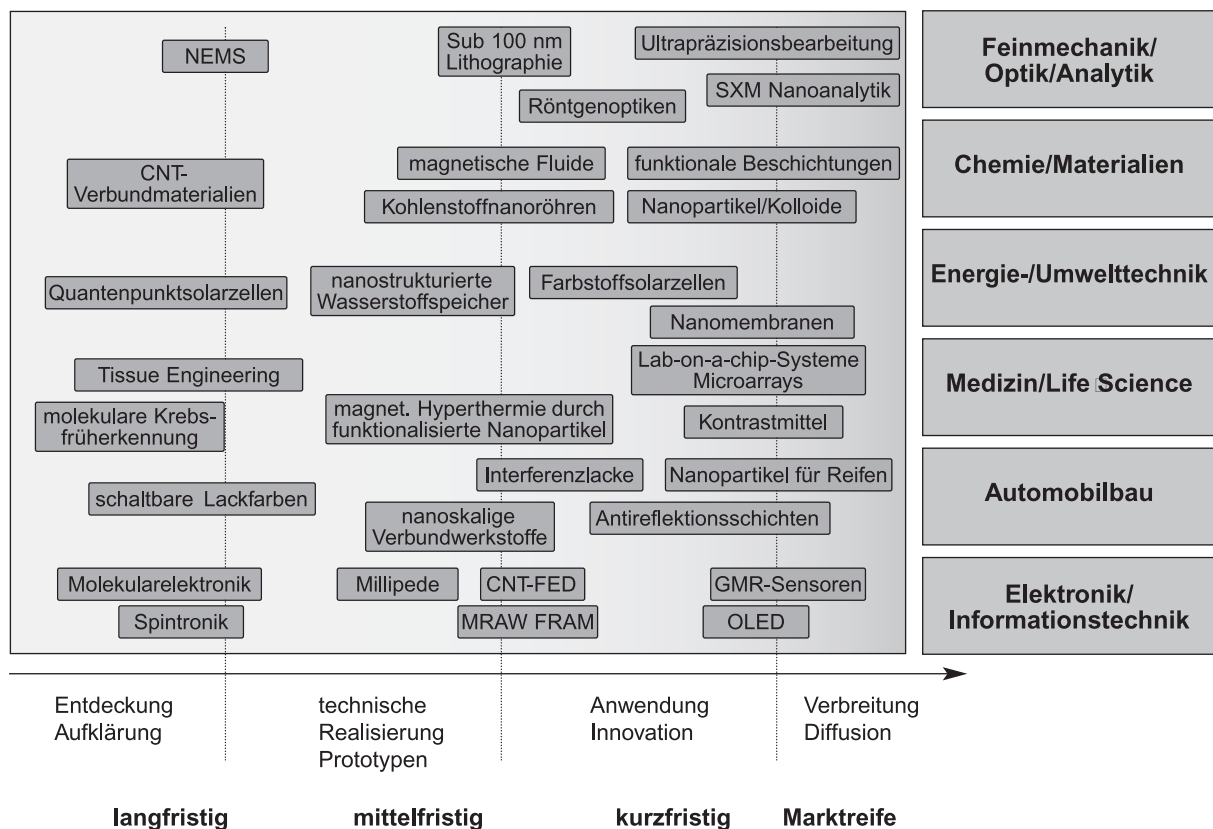 NEMS
Sub 100 nm
Lithographie
Ultrapräzisionsbearbeitung
Röntgenoptiken
SXM Nanoanalytik
Feinmechanik/
Optik/Analytik
CNT-
Verbundmaterialien
magnetische Fluide
funktionale Beschichtungen
Kohlenstoffnanoröhren
Nanopartikel/Kolloide
Chemie/Materialien
Quantenpunktsolarzellen
nanostrukturierte
Wasserstoffspeicher
Farbstoffsolarzellen
Nanomembranen
Energie-/Umwelttechnik
Tissue Engineering
Lab-on-a-chip-Systeme
Microarrays
molekulare Krebs-
früherkennung
magnet. Hyperthermie durch
funktionalisierte Nanopartikel
Kontrastmittel
Medizin/Life Science
schaltbare Lackfarben
Interferenzlacke
Nanopartikel für Reifen
nanoskalige
Verbundwerkstoffe
Antireflektionsschichten
Automobilbau
Molekularelektronik
Millipede
CNT-FED
GMR-Sensoren
Spintronik
MRAW FRAM
OLED
Elektronik/
Informationstechnik
Entdeckung
Aufklärung
technische
Realisierung
Prototypen
Anwendung
Innovation
Verbreitung
Diffusion
langfristig
mittelfristig
kurzfristig
Marktreife